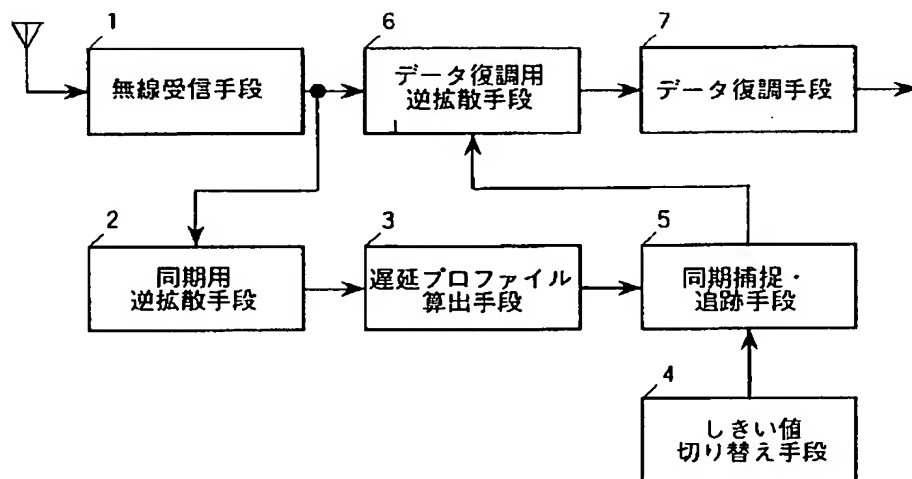 1
無線受信手段
6
データ復調用
逆拡散手段
7
データ復調手段
2
同期用
逆拡散手段
3
遅延プロファイル
算出手段
5
同期捕捉・
追跡手段
4
しきい値
切り替え手段